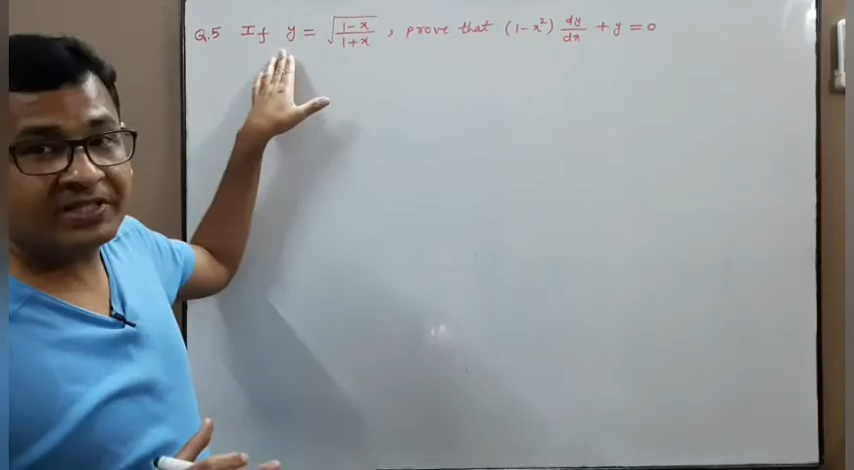 Q.5 If y = √((1-x)/(1+x)) , prove that (1-x²) dy/dx + y = 0